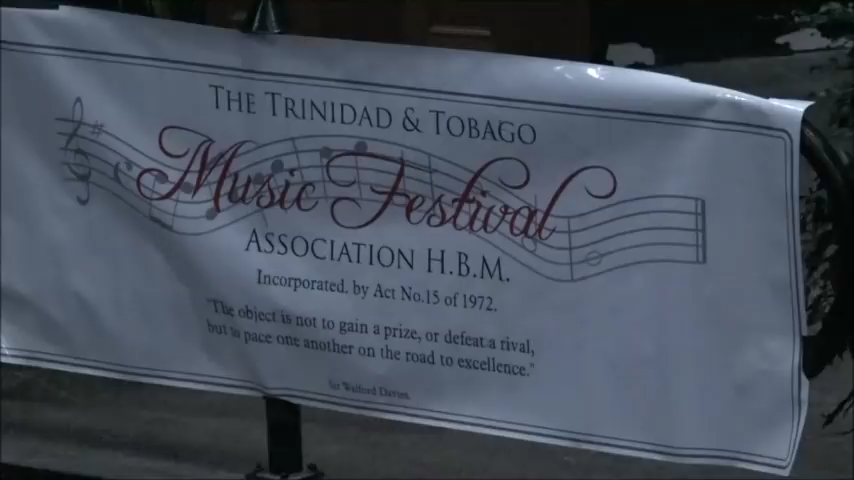 THE TRINIDAD & TOBAGO
Music Festival
ASSOCIATION H.B.M.
Incorporated. by Act No.15 of 1972.
"The object is not to gain a prize, or defeat a rival,
but to pace one another on the road to excellence."
Sir Walford Davies.